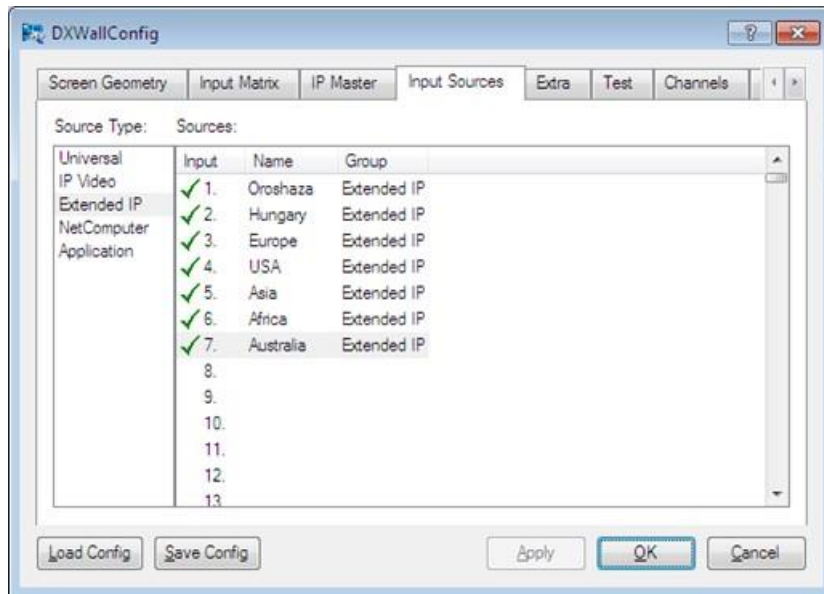 DXWallConfig
Screen Geometry Input Matrix IP Master Input Sources Extra Test Channels
Source Type: Sources:
Universal
IP Video
Extended IP
NetComputer
Application
Input Name Group
1. Oroshaza Extended IP
2. Hungary Extended IP
3. Europe Extended IP
4. USA Extended IP
5. Asia Extended IP
6. Africa Extended IP
7. Australia Extended IP
8.
9.
10.
11.
12.
13.
Load Config Save Config Apply OK Cancel